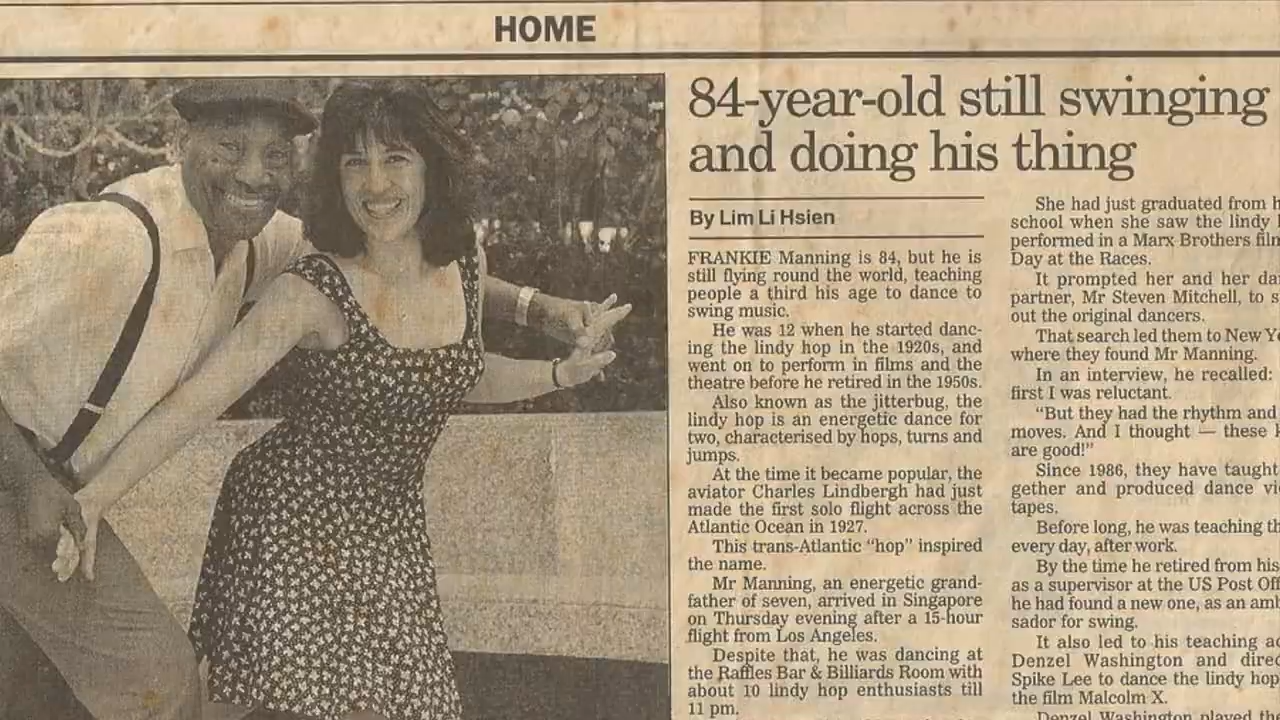 HOME
84-year-old still swinging
and doing his thing
By Lim Li Hsien
FRANKIE Manning is 84, but he is
still flying round the world, teaching
people a third his age to dance to
swing music.
He was 12 when he started danc-
ing the lindy hop in the 1920s, and
went on to perform in films and the
theatre before he retired in the 1950s.
Also known as the jitterbug, the
lindy hop is an energetic dance for
two, characterised by hops, turns and
jumps.
At the time it became popular, the
aviator Charles Lindbergh had just
made the first solo flight across the
Atlantic Ocean in 1927.
This trans-Atlantic “hop” inspired
the name.
Mr Manning, an energetic grand-
father of seven, arrived in Singapore
on Thursday evening after a 15-hour
flight from Los Angeles.
Despite that, he was dancing at
the Raffles Bar & Billiards Room with
about 10 lindy hop enthusiasts till
11 pm.
She had just graduated from
school when she saw the lindy
performed in a Marx Brothers
Day at the Races.
It prompted her and her
partner, Mr Steven Mitchell, to
out the original dancers.
That search led them to New
where they found Mr Manning.
In an interview, he recalled:
first I was reluctant.
“But they had the rhythm and
moves. And I thought — these
are good!”
Since 1986, they have taught
gether and produced dance
tapes.
Before long, he was teaching
every day, after work.
By the time he retired from his
as a supervisor at the US Post
he had found a new one, as an
sador for swing.
It also led to his teaching
Denzel Washington and
Spike Lee to dance the lindy hop
the film Malcolm X.
Denzel Washington played